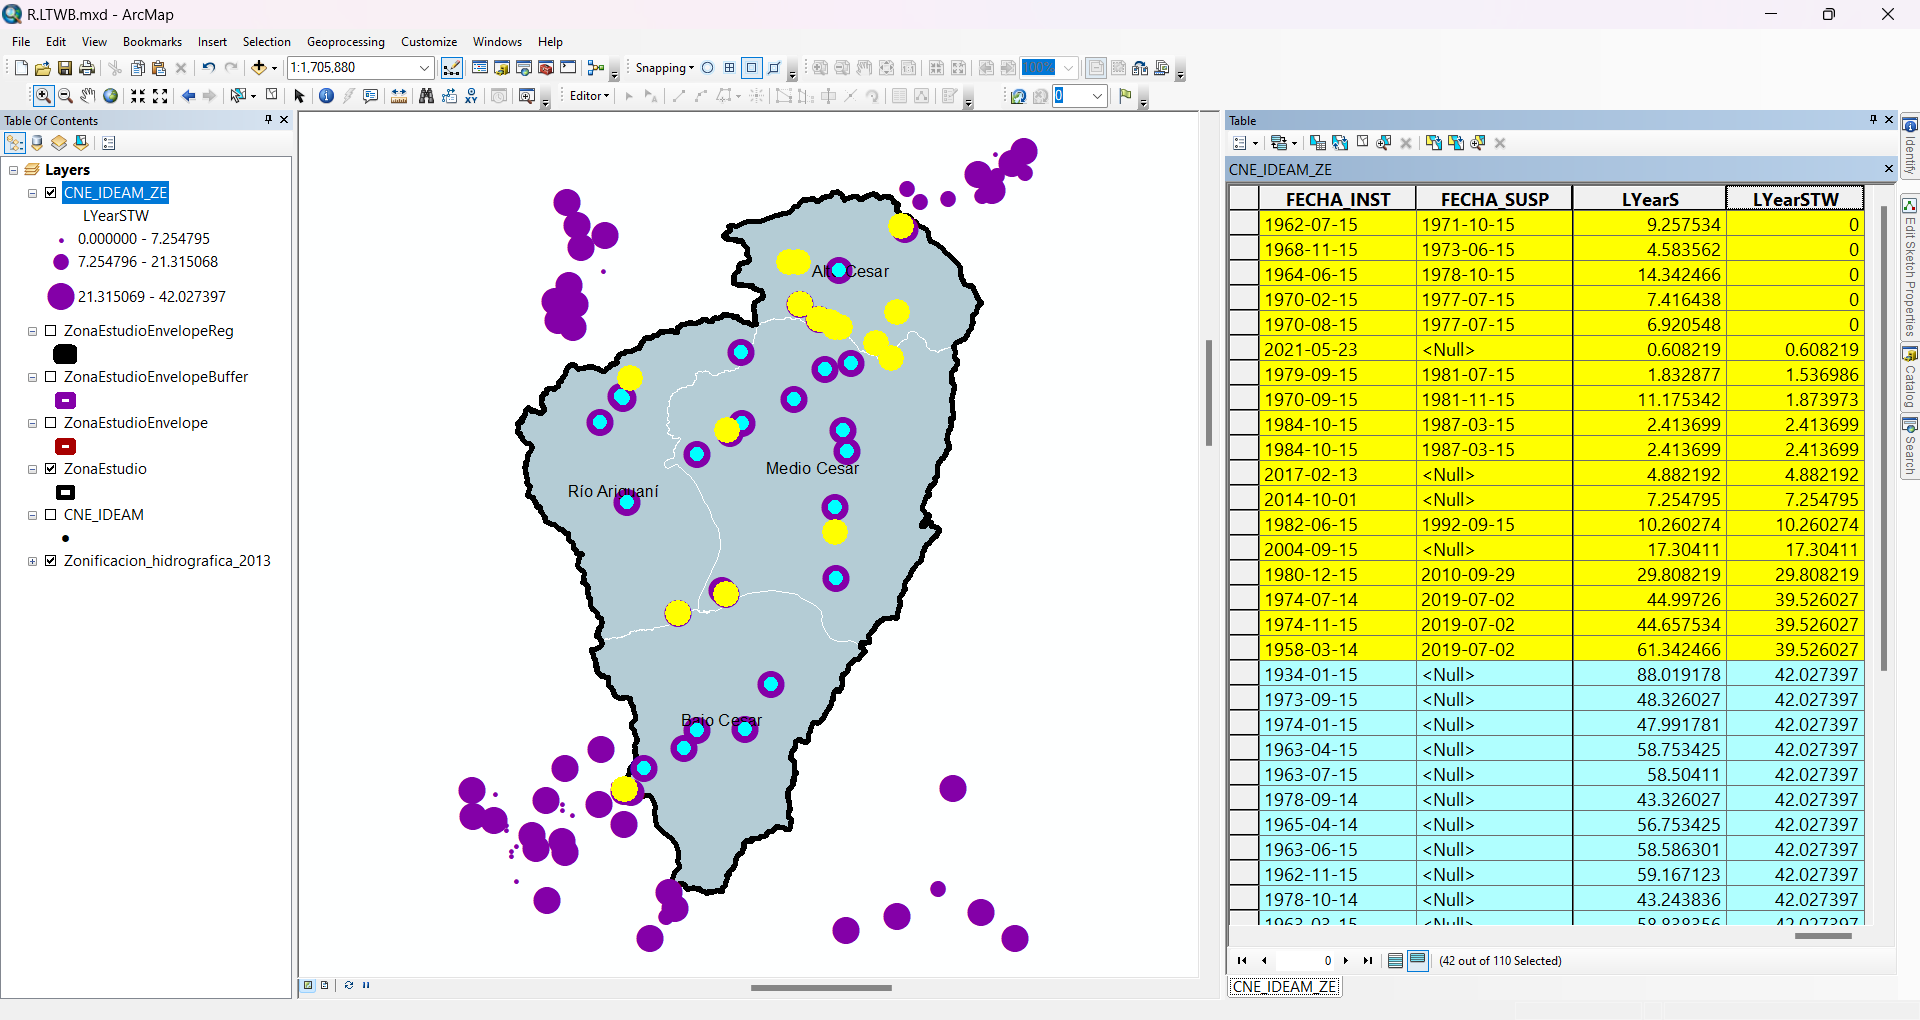 R.LTWB.mxd - ArcMap
File Edit View Bookmarks Insert Selection Geoprocessing Customize Windows Help
1:1,705,880 Snapping 100%
Editor 0
Table Of Contents
Layers
CNE_IDEAM_ZE
LYearSTW
0.000000 - 7.254795
7.254796 - 21.315068
21.315069 - 42.027397
ZonaEstudioEnvelopeReg
ZonaEstudioEnvelopeBuffer
ZonaEstudioEnvelope
ZonaEstudio
CNE_IDEAM
Zonificacion_hidrografica_2013
Alto Cesar
Medio Cesar
Río Ariguaní
Bajo Cesar
Table
CNE_IDEAM_ZE
FECHA_INST FECHA_SUSP LYearS LYearSTW
1962-07-15 1971-10-15 9.257534 0
1968-11-15 1973-06-15 4.583562 0
1964-06-15 1978-10-15 14.342466 0
1970-02-15 1977-07-15 7.416438 0
1970-08-15 1977-07-15 6.920548 0
2021-05-23 <Null> 0.608219 0.608219
1979-09-15 1981-07-15 1.832877 1.536986
1970-09-15 1981-11-15 11.175342 1.873973
1984-10-15 1987-03-15 2.413699 2.413699
1984-10-15 1987-03-15 2.413699 2.413699
2017-02-13 <Null> 4.882192 4.882192
2014-10-01 <Null> 7.254795 7.254795
1982-06-15 1992-09-15 10.260274 10.260274
2004-09-15 <Null> 17.30411 17.30411
1980-12-15 2010-09-29 29.808219 29.808219
1974-07-14 2019-07-02 44.99726 39.526027
1974-11-15 2019-07-02 44.657534 39.526027
1958-03-14 2019-07-02 61.342466 39.526027
1934-01-15 <Null> 88.019178 42.027397
1973-09-15 <Null> 48.326027 42.027397
1974-01-15 <Null> 47.991781 42.027397
1963-04-15 <Null> 58.753425 42.027397
1963-07-15 <Null> 58.50411 42.027397
1978-09-14 <Null> 43.326027 42.027397
1965-04-14 <Null> 56.753425 42.027397
1963-06-15 <Null> 58.586301 42.027397
1962-11-15 <Null> 59.167123 42.027397
1978-10-14 <Null> 43.243836 42.027397
1963-03-15 <Null> 58.838356 42.027397
0 (42 out of 110 Selected)
CNE_IDEAM_ZE
Identify
Edit Sketch Properties
Catalog
Search